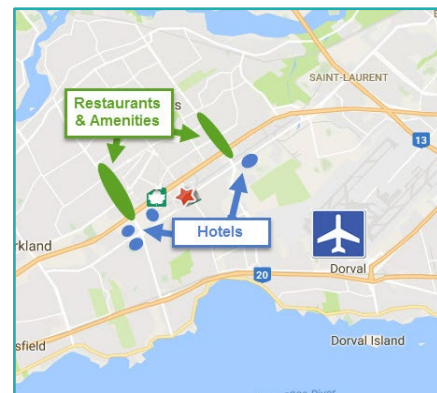 SAINT-LAURENT
Restaurants
& Amenities
s
13
Hotels
rkland
20
Dorval
sfield
Dorval Island